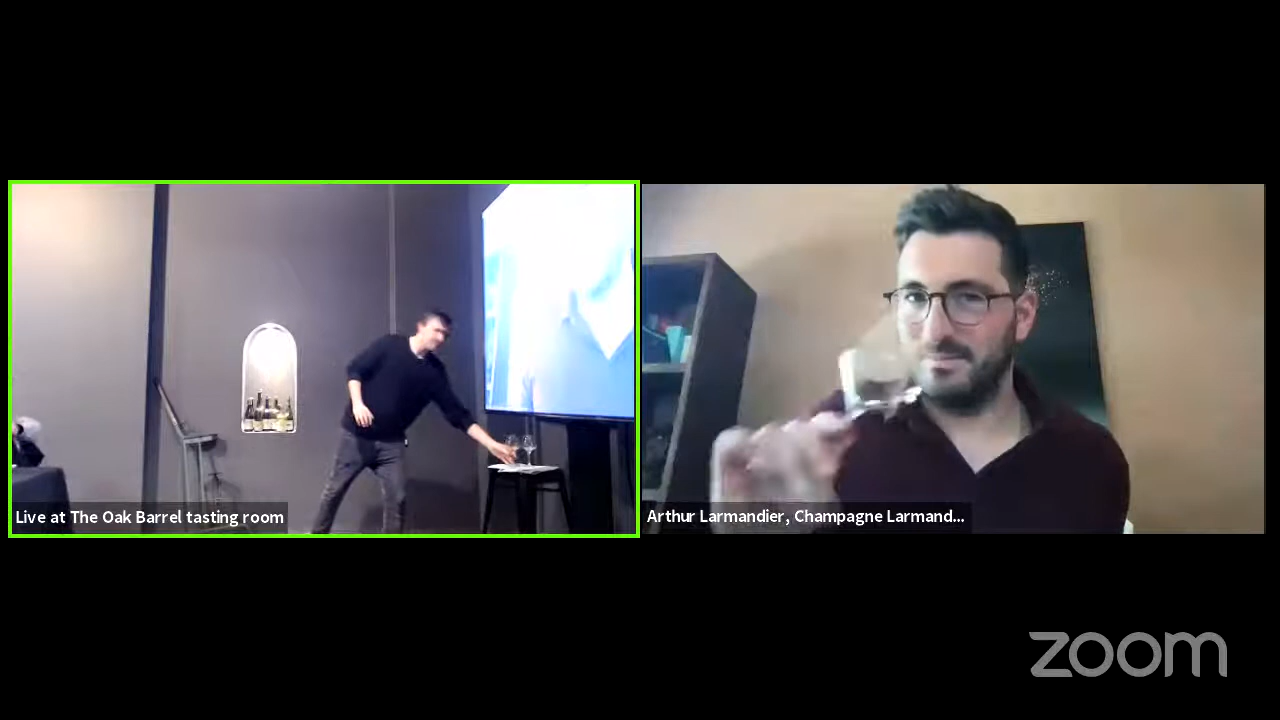 Live at The Oak Barrel tasting room
Arthur Larmandier, Champagne Larmand...
zoom